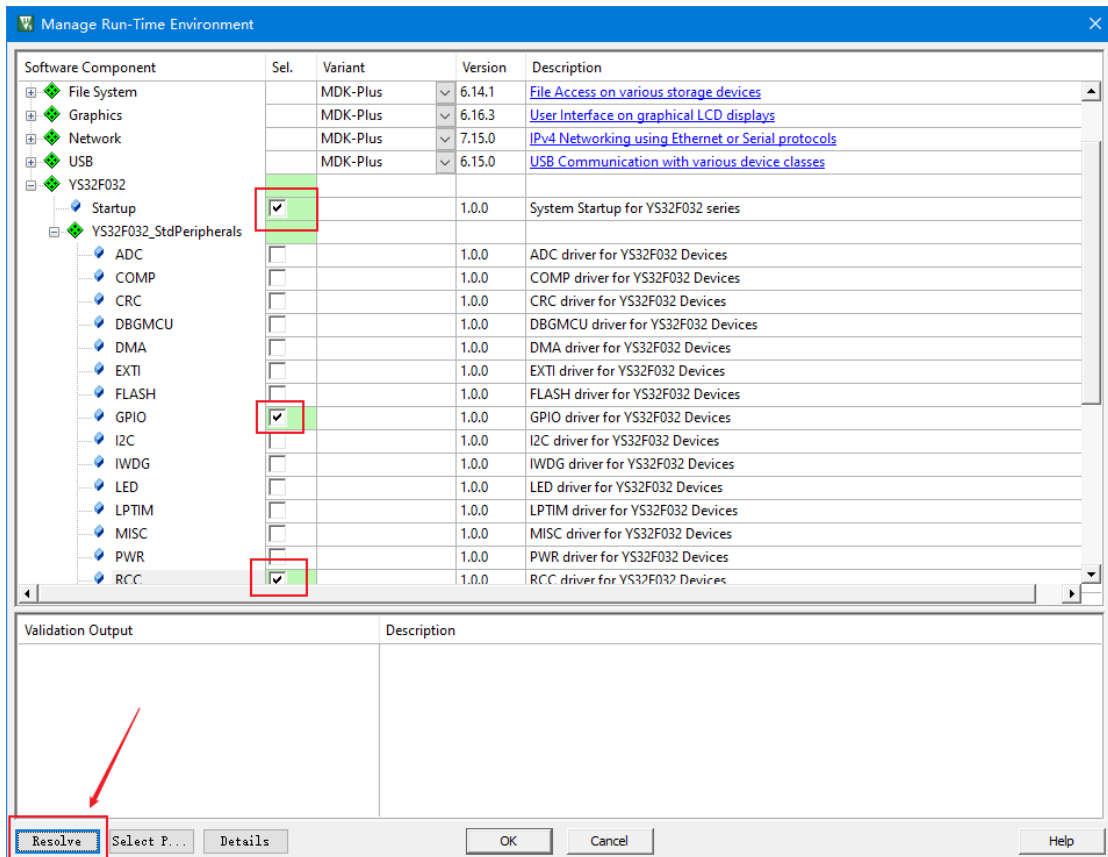 Manage Run-Time Environment
Software Component Sel. Variant Version Description
File System MDK-Plus 6.14.1 File Access on various storage devices
Graphics MDK-Plus 6.16.3 User Interface on graphical LCD displays
Network MDK-Plus 7.15.0 IPv4 Networking using Ethernet or Serial protocols
USB MDK-Plus 6.15.0 USB Communication with various device classes
YS32F032
Startup 1.0.0 System Startup for YS32F032 series
YS32F032_StdPeripherals
ADC 1.0.0 ADC driver for YS32F032 Devices
COMP 1.0.0 COMP driver for YS32F032 Devices
CRC 1.0.0 CRC driver for YS32F032 Devices
DBGMCU 1.0.0 DBGMCU driver for YS32F032 Devices
DMA 1.0.0 DMA driver for YS32F032 Devices
EXTI 1.0.0 EXTI driver for YS32F032 Devices
FLASH 1.0.0 FLASH driver for YS32F032 Devices
GPIO 1.0.0 GPIO driver for YS32F032 Devices
I2C 1.0.0 I2C driver for YS32F032 Devices
IWDG 1.0.0 IWDG driver for YS32F032 Devices
LED 1.0.0 LED driver for YS32F032 Devices
LPTIM 1.0.0 LPTIM driver for YS32F032 Devices
MISC 1.0.0 MISC driver for YS32F032 Devices
PWR 1.0.0 PWR driver for YS32F032 Devices
RCC 1.0.0 RCC driver for YS32F032 Devices
Validation Output Description
Resolve Select P... Details OK Cancel Help